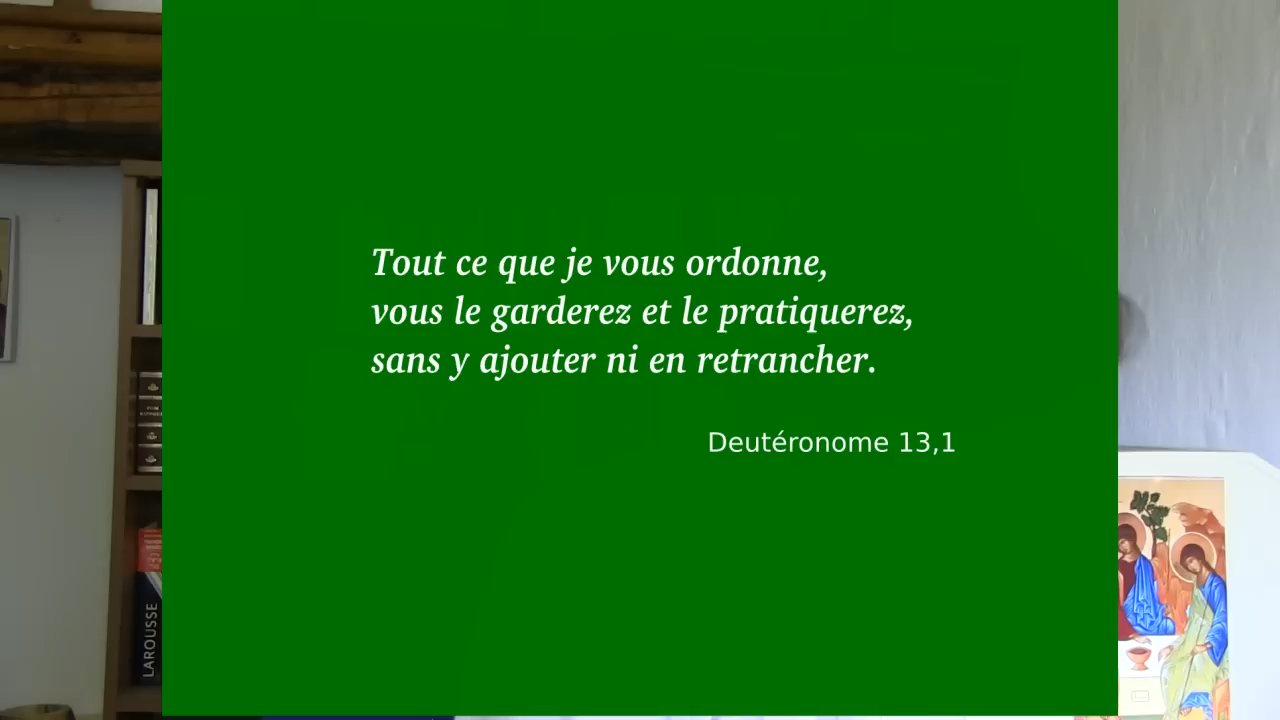 Tout ce que je vous ordonne,
vous le garderez et le pratiquerez,
sans y ajouter ni en retrancher.
Deutéronome 13,1
LAROUSSE